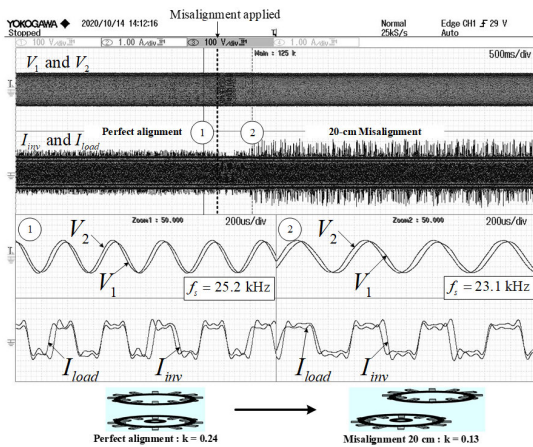 Misalignment applied
YOKOGAWA ◆ 2020/10/14 14:12:16 Normal Edge CH1 29 V
Stopped 25kS/s Auto
100 V/div 1.00 A/div 100 V/div 1.00 A/div
Main : 125 k 500ms/div
V1 and V2
Perfect alignment 1 2 20-cm Misalignment
Iinv and Iload
1 Zoom1 : 50.000 200us/div Zoom2 : 50.000 2 200us/div
V2 V2
V1 V1
fs = 25.2 kHz fs = 23.1 kHz
Iload Iinv Iload Iinv
Perfect alignment : k = 0.24 Misalignment 20 cm : k = 0.13